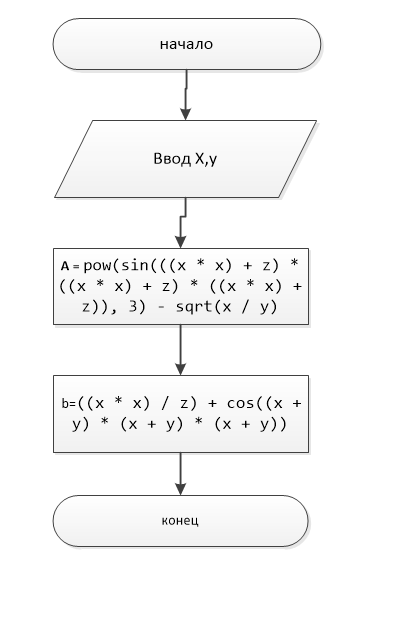 начало
Ввод X,y
A = pow(sin(((x * x) + z) *
((x * x) + z) * ((x * x) +
z)), 3) - sqrt(x / y)
b=((x * x) / z) + cos((x +
y) * (x + y) * (x + y))
конец